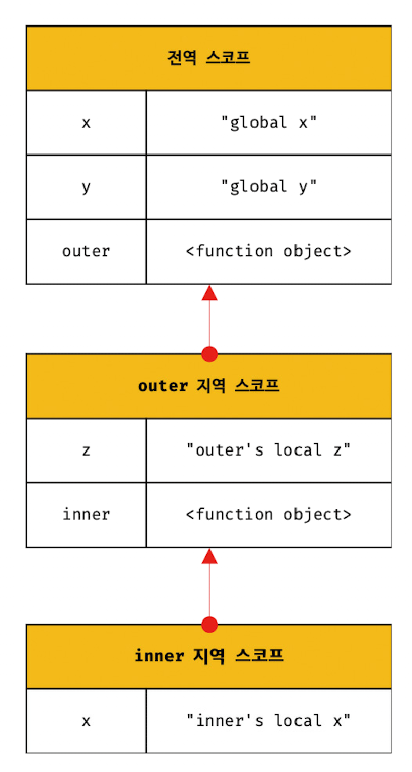 전역 스코프
x "global x"
y "global y"
outer <function object>
outer 지역 스코프
z "outer's local z"
inner <function object>
inner 지역 스코프
x "inner's local x"